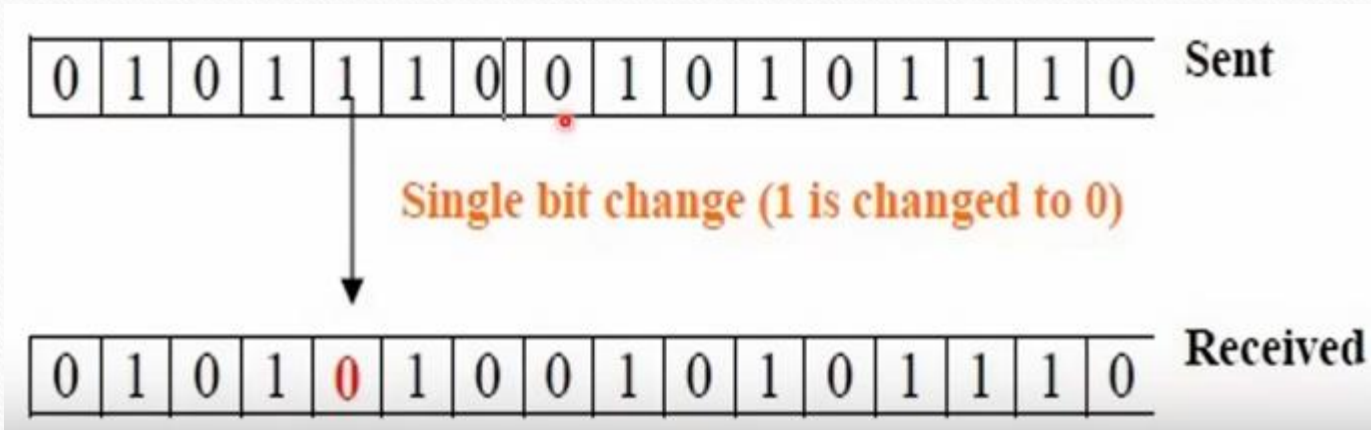 0 1 0 1 1 1 0 0 1 0 1 0 1 1 1 0 Sent
Single bit change (1 is changed to 0)
0 1 0 1 0 1 0 0 1 0 1 0 1 1 1 0 Received